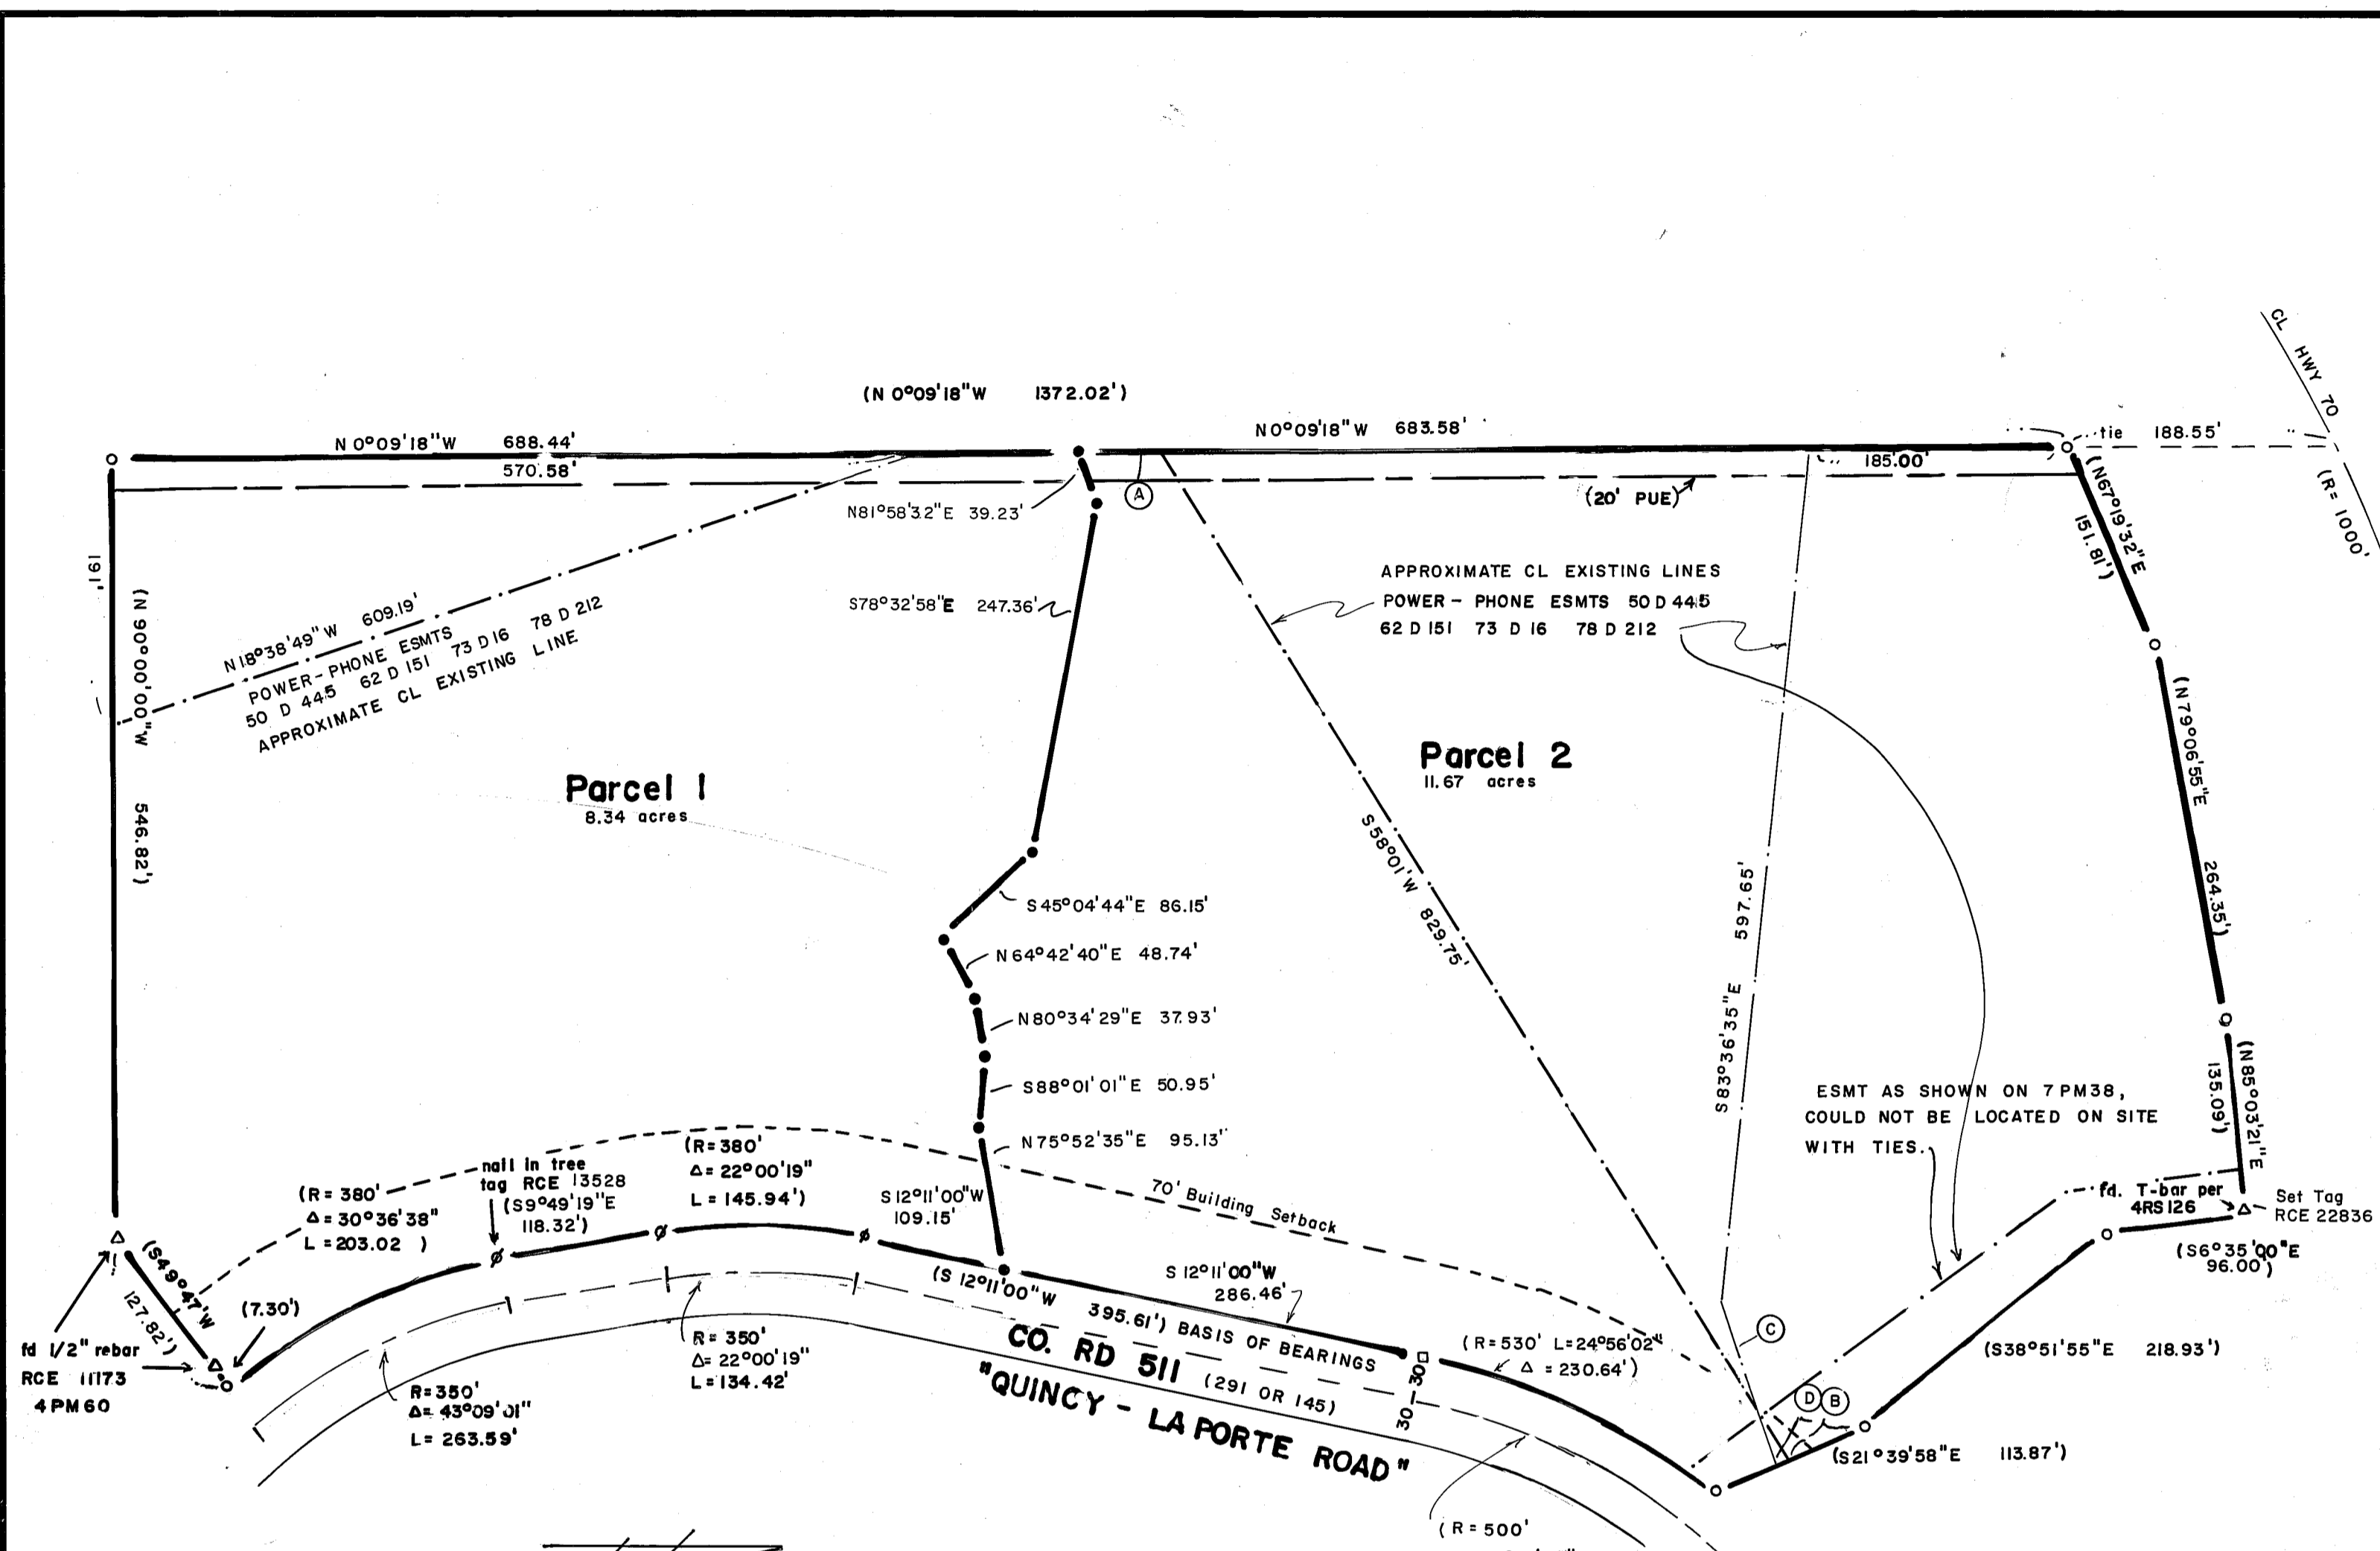 (N 0°09'18"W 1372.02')
N 0°09'18"W 688.44'
570.58'
N0°09'18"W 683.58'
185.00'
tie 188.55'
CL HWY 70
(R= 1000'
(20' PUE)
A
N81°58'32"E 39.23'
(N67°19'32"E
151.81')
191'
(N 90°00'00"W 546.82')
N18°38'49"W 609.19'
POWER-PHONE ESMTS
50 D 445 62 D 151 73 D 16 78 D 212
APPROXIMATE CL EXISTING LINE
S78°32'58"E 247.36'
APPROXIMATE CL EXISTING LINES
POWER - PHONE ESMTS 50 D 445
62 D 151 73 D 16 78 D 212
Parcel 1
8.34 acres
Parcel 2
11.67 acres
(N79°06'55"E 264.35')
S58°01'W 829.75'
S83°36'35"E 597.65'
S45°04'44"E 86.15'
N64°42'40"E 48.74'
N80°34'29"E 37.93'
S88°01'01"E 50.95'
N75°52'35"E 95.13'
(N85°03'21"E
135.09')
ESMT AS SHOWN ON 7 PM38,
COULD NOT BE LOCATED ON SITE
WITH TIES.
fd. T-bar per
4RS126
Set Tag
RCE 22836
(S6°35'00"E
96.00')
nail in tree
tag RCE 13528
(S9°49'19"E
118.32')
(R=380'
Δ= 22°00'19"
L = 145.94')
(R= 380'
Δ= 30°36'38"
L = 203.02 )
S12°11'00"W
109.15'
70' Building Setback
(S49°47'W
127.82')
(7.30')
fd 1/2" rebar
RCE 11173
4PM60
R=350'
Δ= 43°09'01"
L= 263.59'
R= 350'
Δ= 22°00'19"
L=134.42'
S 12°11'00"W
286.46'
(S 12°11'00"W 395.61') BASIS OF BEARINGS
CO. RD 511 (291 OR 145)
"QUINCY - LA PORTE ROAD"
30-30
(R=530' L=24°56'02"
Δ = 230.64')
C
D
B
(S38°51'55"E 218.93')
(S21°39'58"E 113.87')
(R = 500'